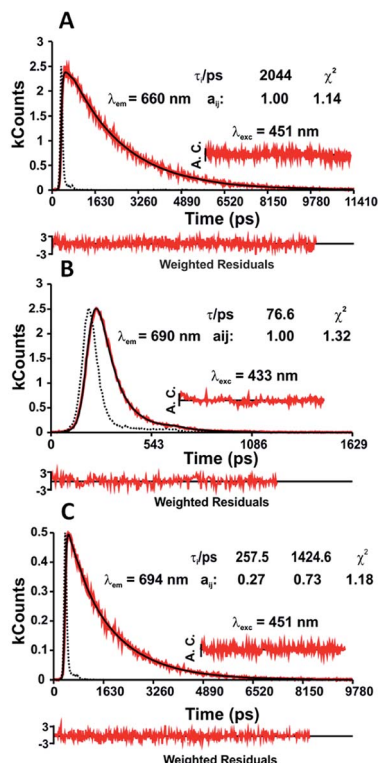 A
3
2.5
2
1.5
1
0.5
0
kCounts
τi/ps 2044 χ²
λem = 660 nm aij: 1.00 1.14
λexc = 451 nm
A. C.
1630 3260 4890 6520 8150 9780 11410
Time (ps)
3
-3
Weighted Residuals
B
3
2.5
2
1.5
1
0.5
0
kCounts
τ/ps 76.6 χ²
λem = 690 nm aij: 1.00 1.32
λexc = 433 nm
A. C.
543 1086 1629
Time (ps)
3
-3
Weighted Residuals
C
0.5
0.4
0.3
0.2
0.1
0
kCounts
τi/ps 257.5 1424.6 χ²
λem = 694 nm aij: 0.27 0.73 1.18
λexc = 451 nm
A. C.
1630 3260 4890 6520 8150 9780
Time (ps)
3
-3
Weighted Residuals